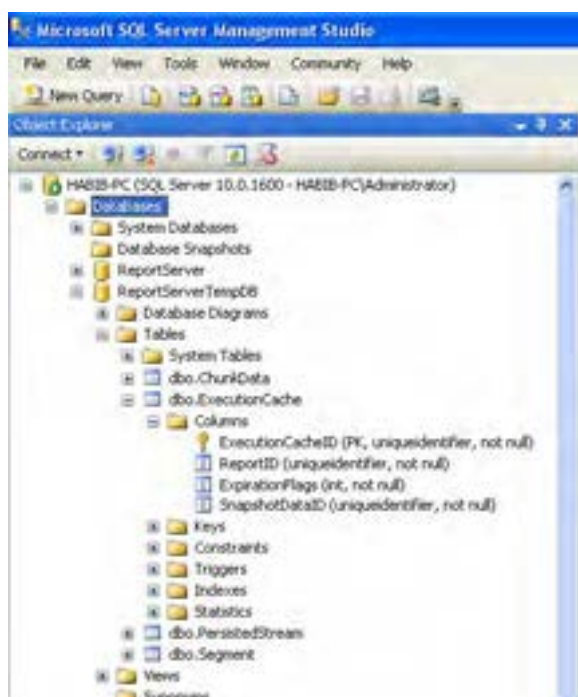 Microsoft SQL Server Management Studio
File Edit View Tools Window Community Help
New Query
Object Explorer
Connect
HABIB-PC (SQL Server 10.0.1600 - HABIB-PC\Administrator)
Databases
System Databases
Database Snapshots
ReportServer
ReportServerTempDB
Database Diagrams
Tables
System Tables
dbo.ChunkData
dbo.ExecutionCache
Columns
ExecutionCacheID (PK, uniqueidentifier, not null)
ReportID (uniqueidentifier, not null)
ExpirationFlags (int, not null)
SnapshotDataID (uniqueidentifier, not null)
Keys
Constraints
Triggers
Indexes
Statistics
dbo.PersistedStream
dbo.Segment
Views
Synonyms